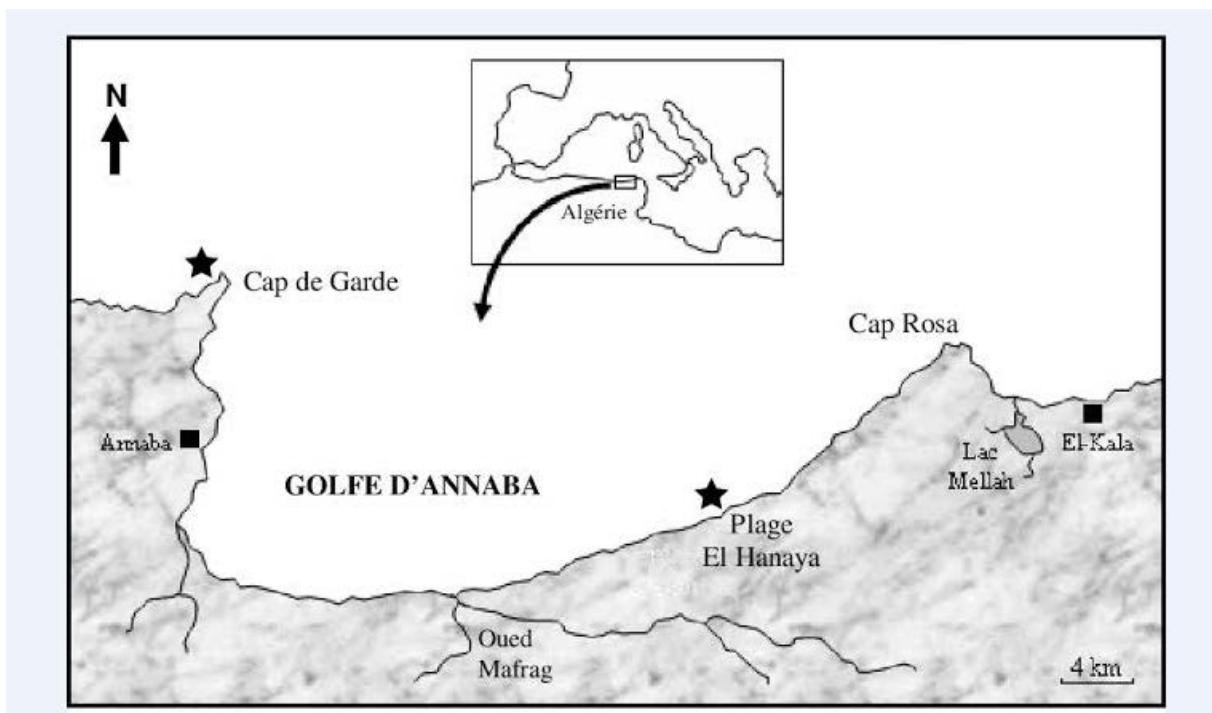 N
Algérie
Cap de Garde
Cap Rosa
Annaba
El-Kala
Lac
Mellah
GOLFE D’ANNABA
Plage
El Hanaya
Oued
Mafrag
4 km